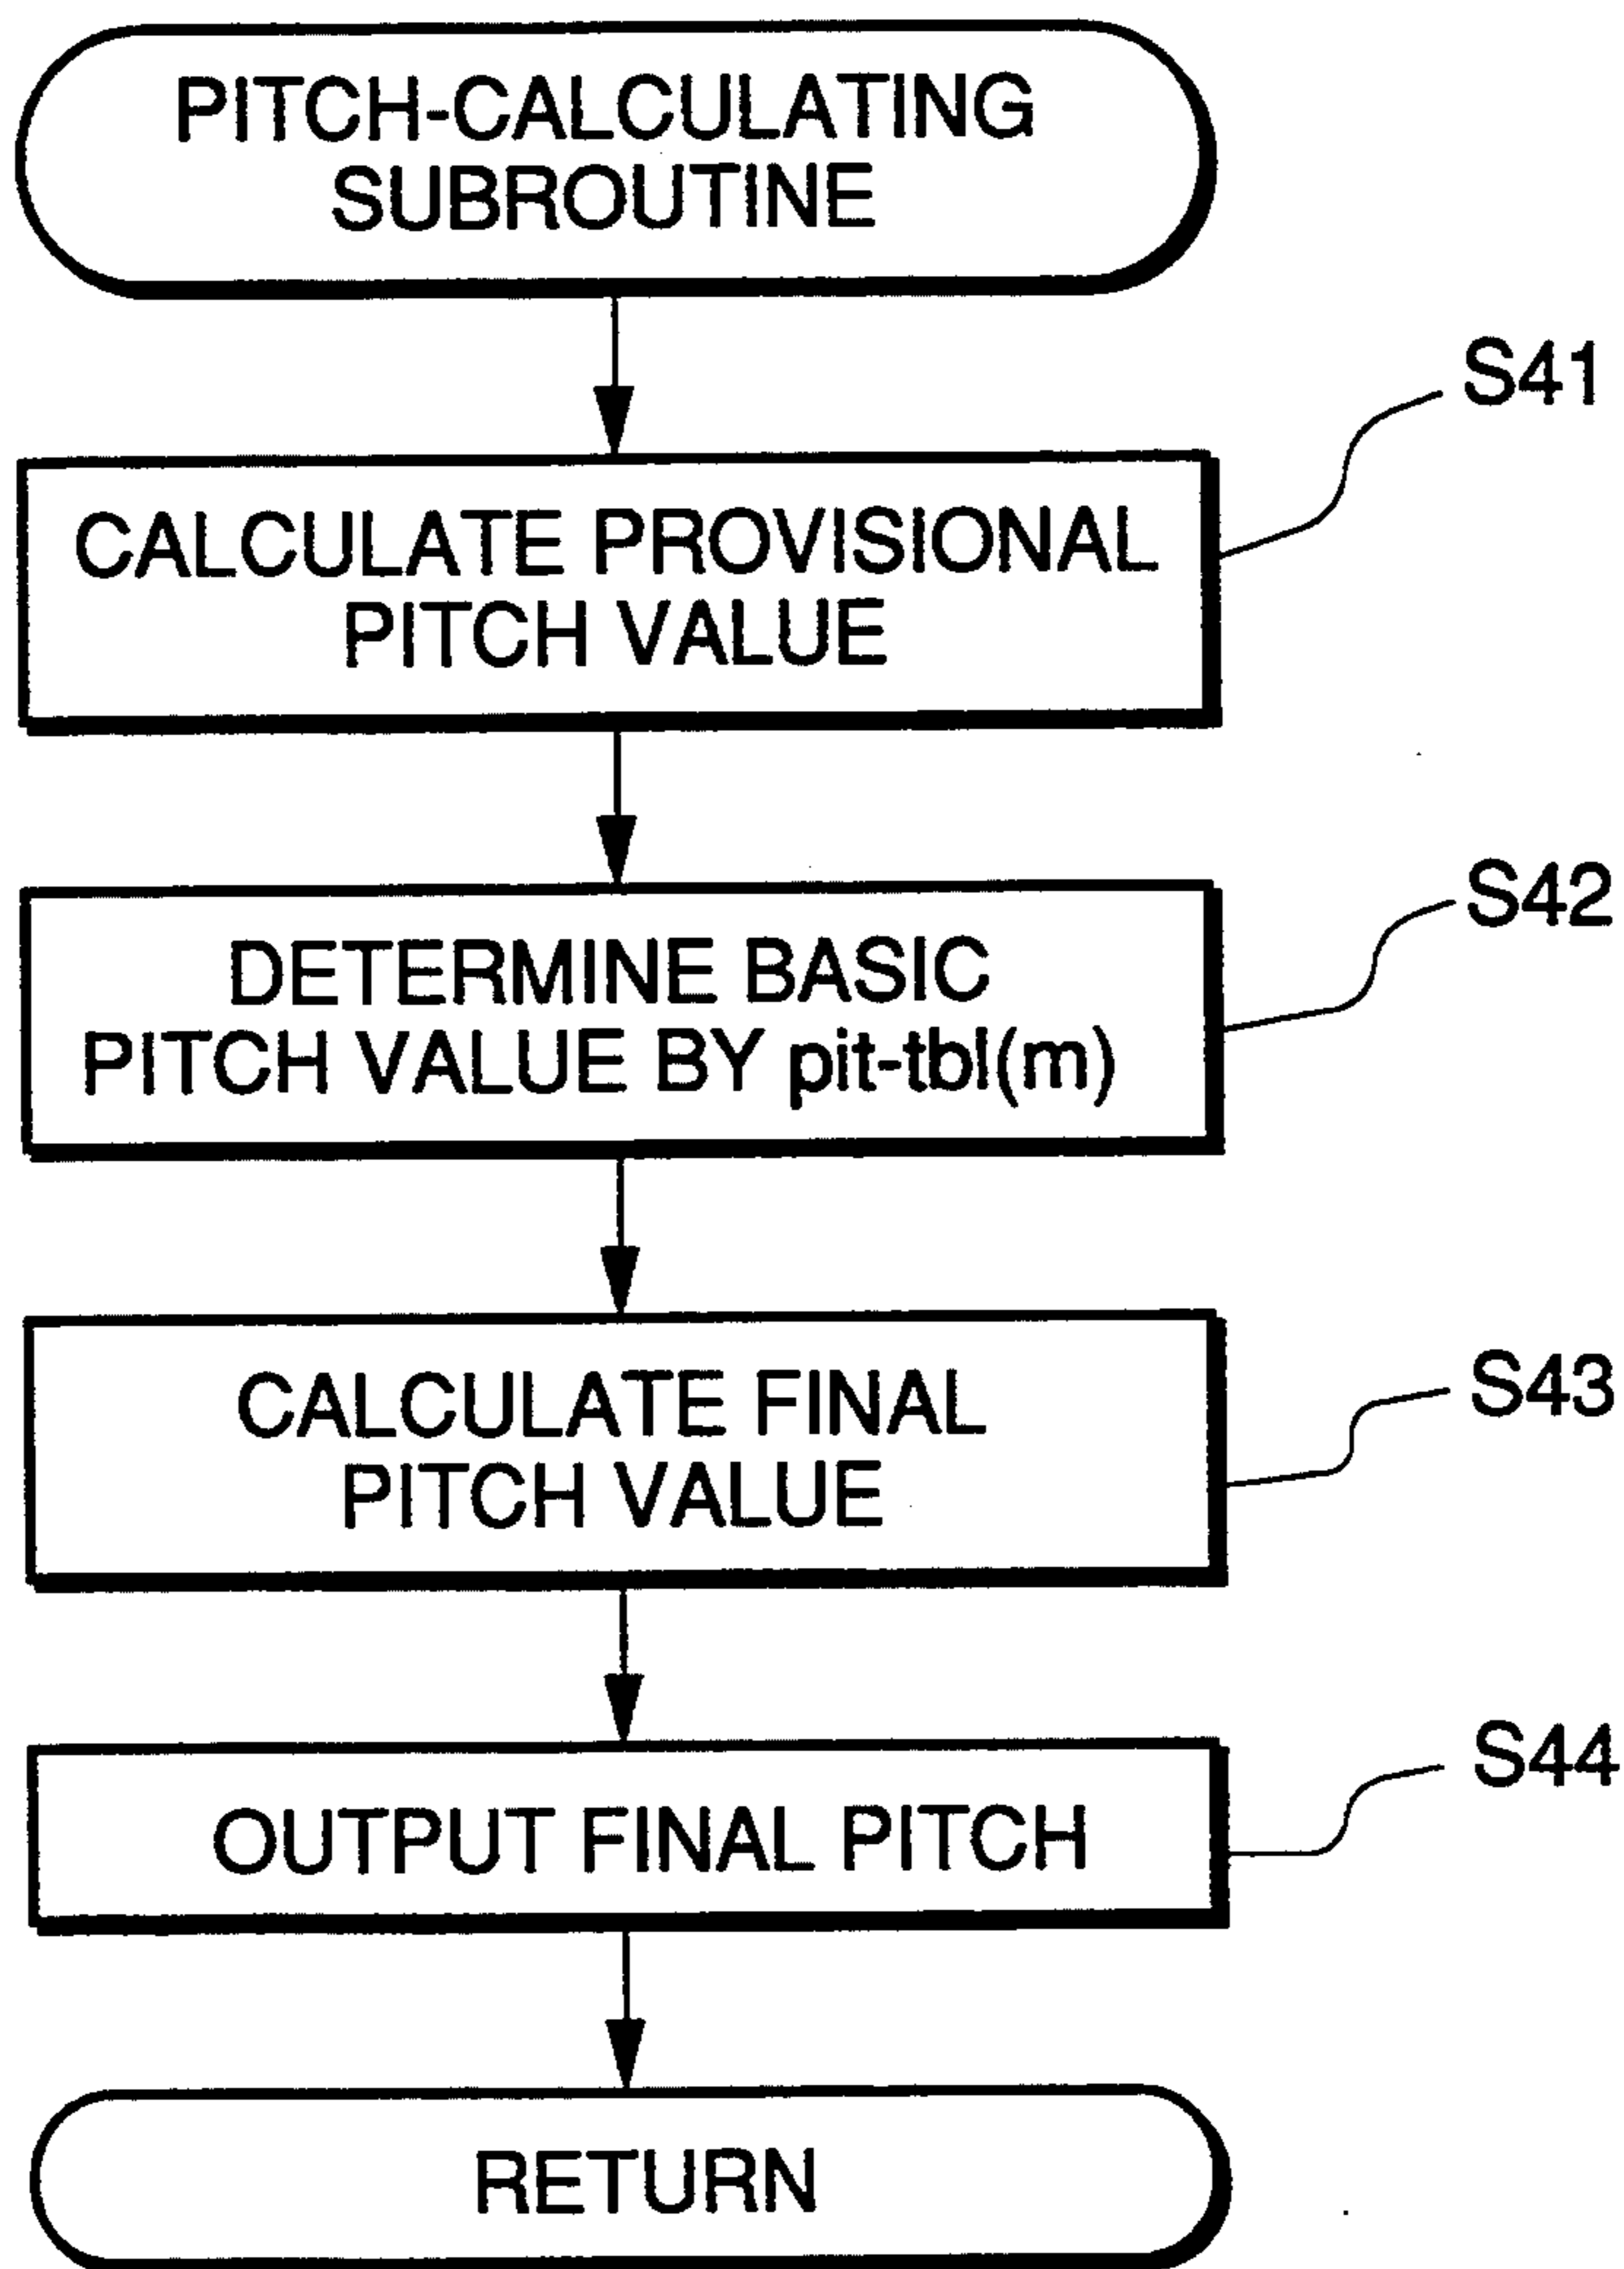 PITCH-CALCULATING
SUBROUTINE
S41
CALCULATE PROVISIONAL
PITCH VALUE
S42
DETERMINE BASIC
PITCH VALUE BY pit-tbl(m)
S43
CALCULATE FINAL
PITCH VALUE
S44
OUTPUT FINAL PITCH
RETURN